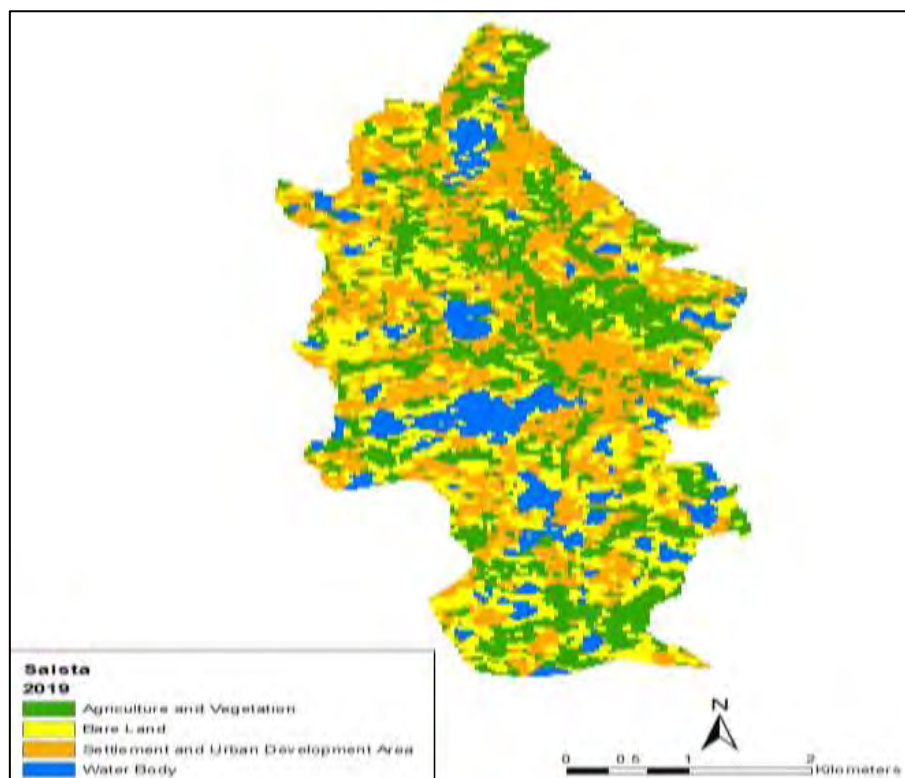 Saista
2019
Agriculture and Vegetation
Bare Land
Settlement and Urban Development Area
Water Body
N
0 0.5 1 2
Kilometers